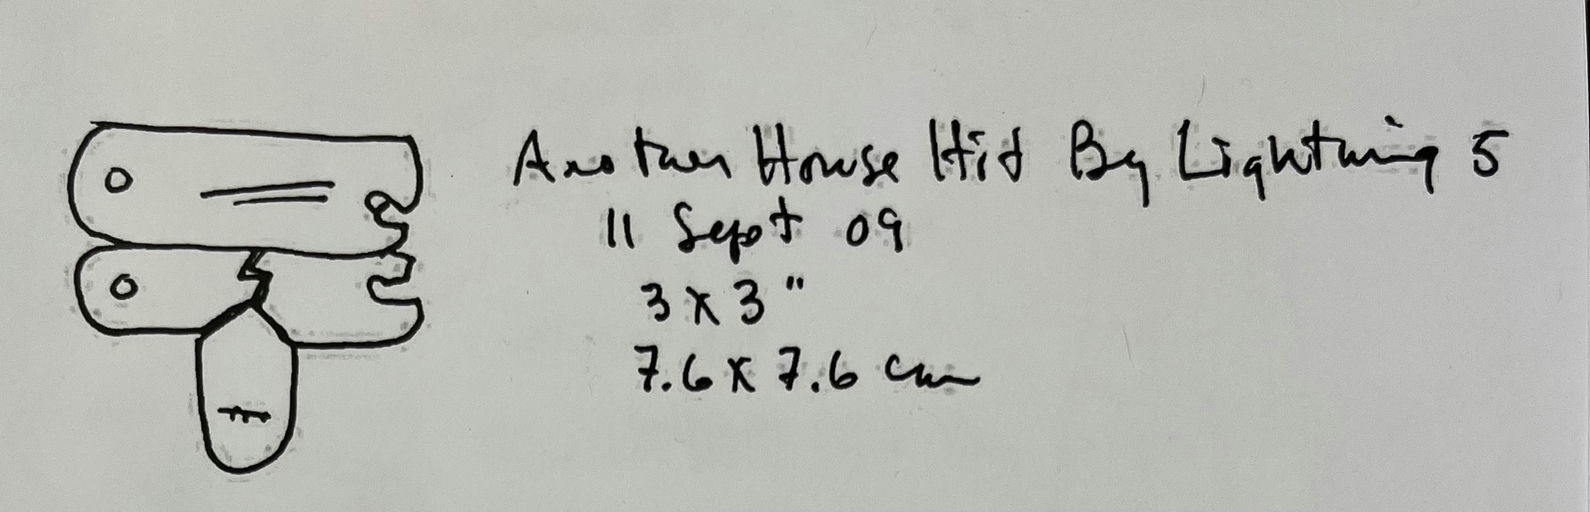 Another House Hit By Lightning 5
11 Sept 09
3 x 3"
7.6 x 7.6 cm